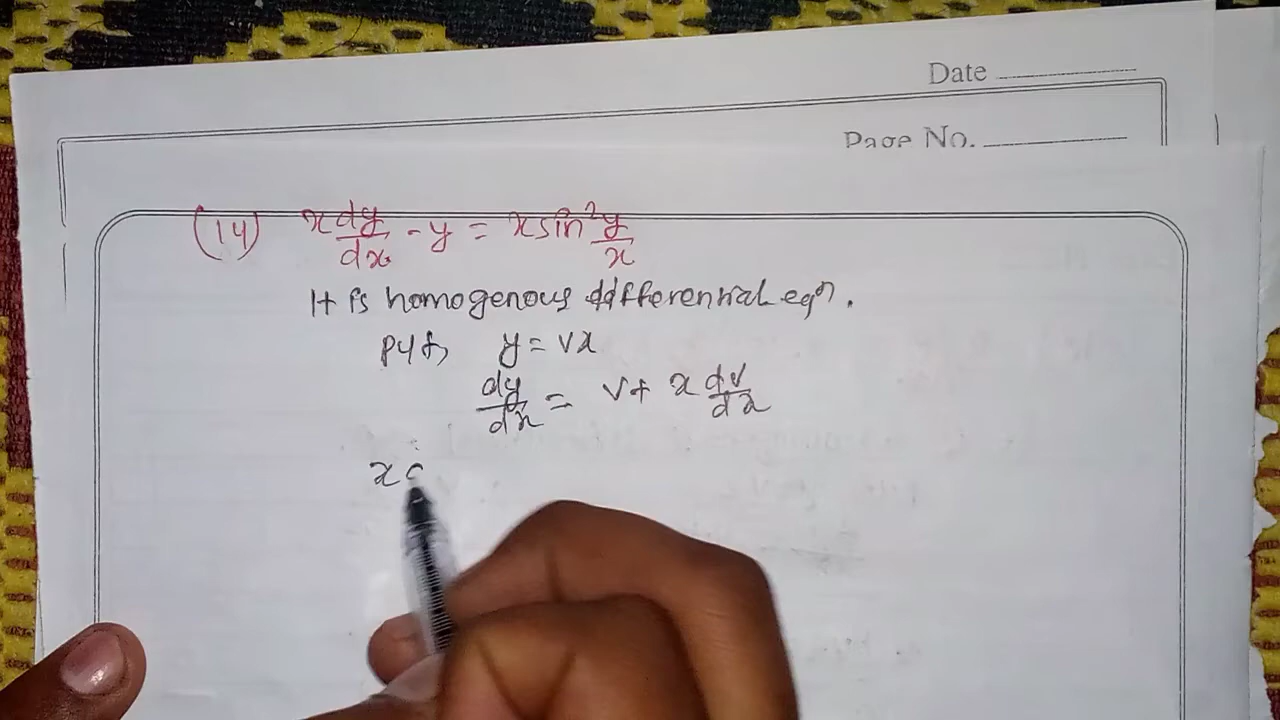 Date
Page No.
(14) x dy/dx - y = x sin² y/x
It is homogenous differential eqn.
Put, y = vx
dy/dx = v + x dv/dx
x